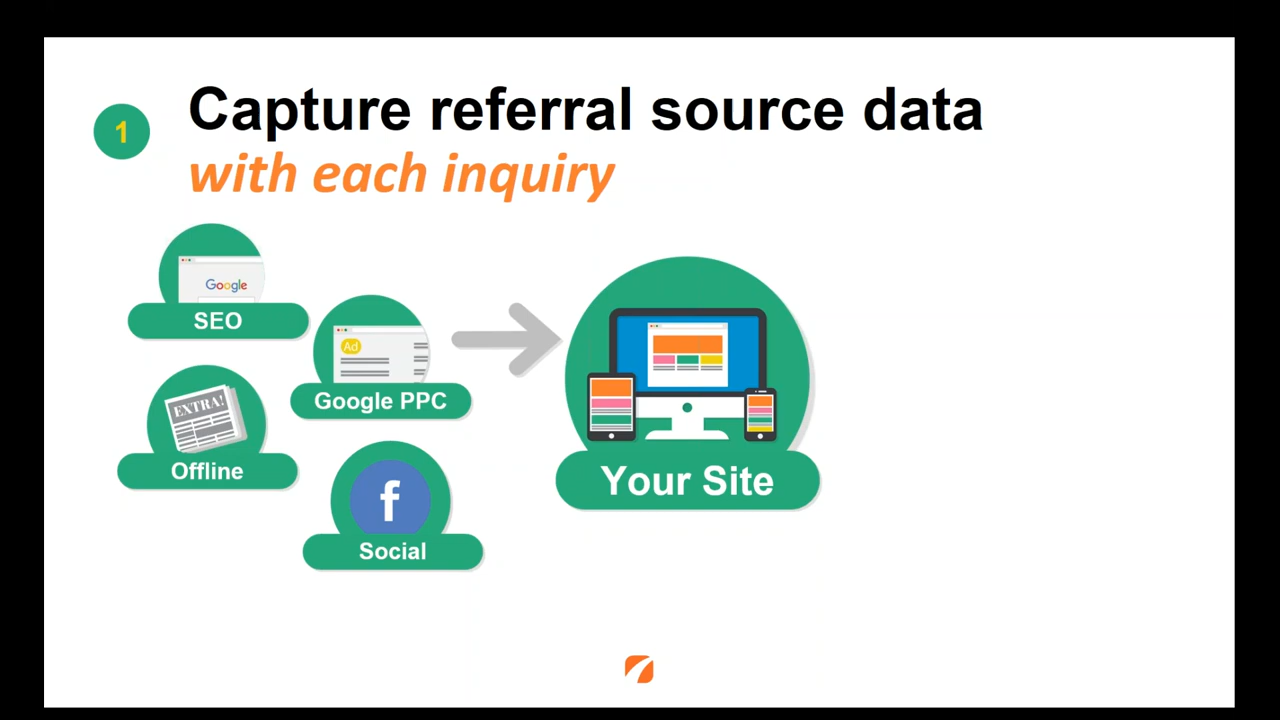 1
Capture referral source data
with each inquiry
Google
SEO
Ad
Google PPC
EXTRA!
Offline
f
Social
Your Site